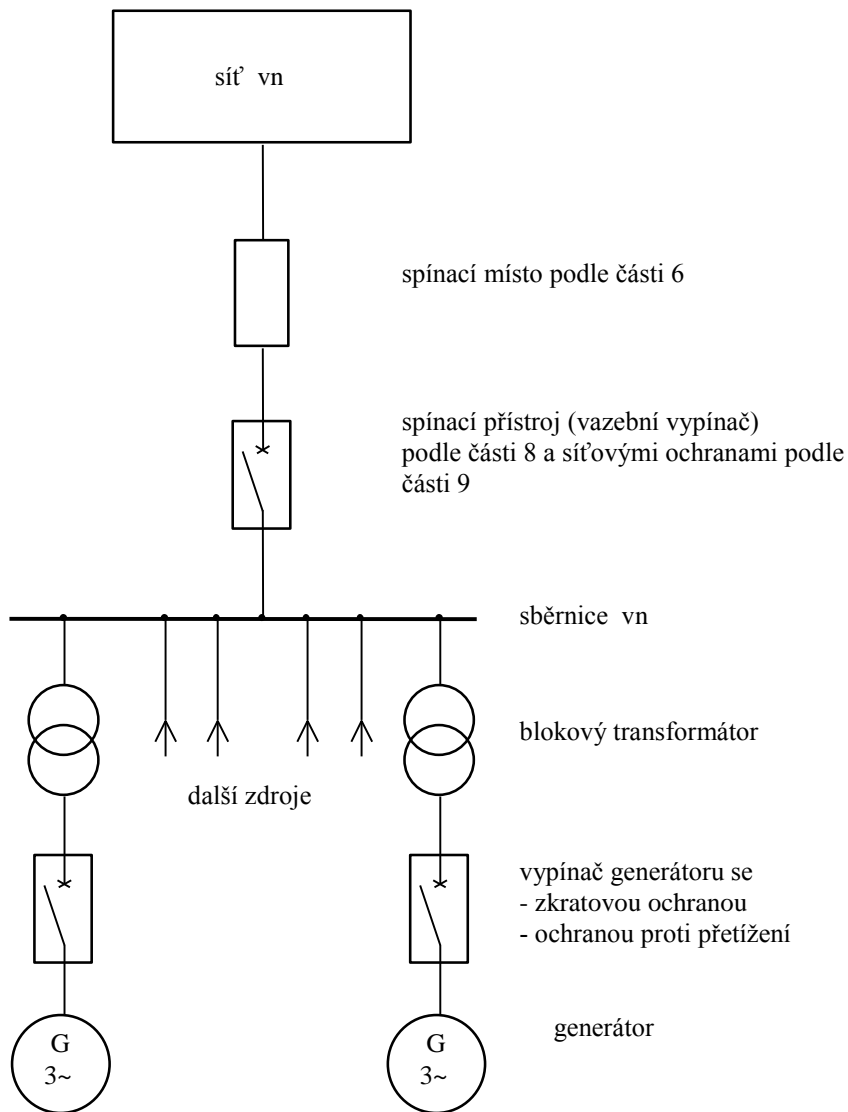 síť vn
spínací místo podle části 6
spínací přístroj (vazební vypínač)
podle části 8 a síťovými ochranami podle
části 9
sběrnice vn
blokový transformátor
další zdroje
vypínač generátoru se
- zkratovou ochranou
- ochranou proti přetížení
generátor
G
3~
G
3~